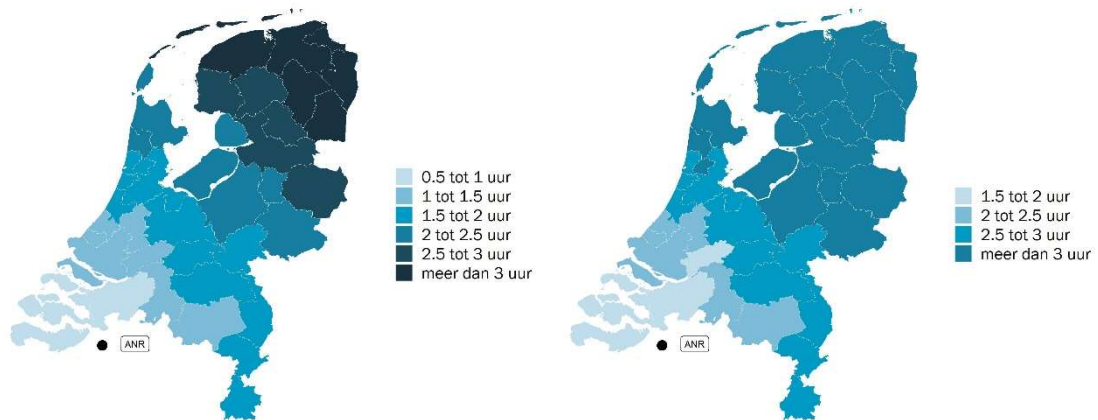 0.5 tot 1 uur
1 tot 1.5 uur
1.5 tot 2 uur
2 tot 2.5 uur
2.5 tot 3 uur
meer dan 3 uur
ANR
1.5 tot 2 uur
2 tot 2.5 uur
2.5 tot 3 uur
meer dan 3 uur
ANR